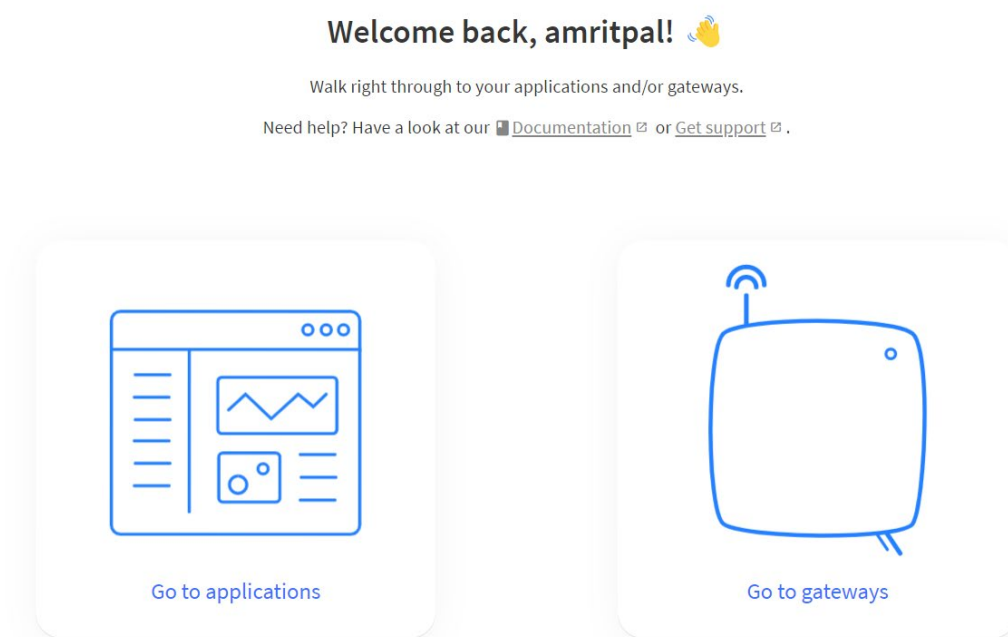 Welcome back, amritpal! 👋
Walk right through to your applications and/or gateways.
Need help? Have a look at our Documentation or Get support .
Go to applications
Go to gateways